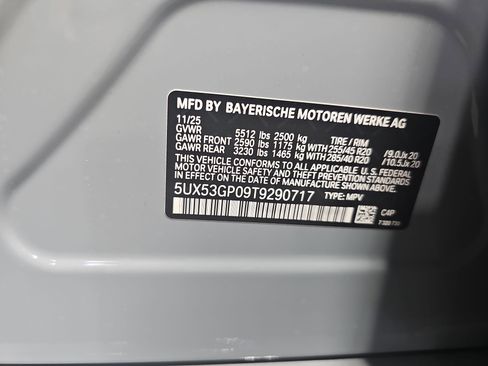 MFD BY BAYERISCHE MOTOREN WERKE AG
11/25
GVWR 5512 lbs 2500 kg TIRE / RIM
GAWR FRONT 2590 lbs 1175 kg WITH 255/45 R20 / 9.0Jx20
GAWR REAR 3230 lbs 1465 kg WITH 285/40 R20 / 10.5Jx20
THIS VEHICLE CONFORMS TO ALL APPLICABLE U.S. FEDERAL
MOTOR VEHICLE SAFETY, BUMPER, AND THEFT PREVENTION
STANDARDS IN EFFECT ON THE DATE OF MANUFACTURE SHOWN ABOVE.
5UX53GP09T9290717 TYPE: MPV
C4P